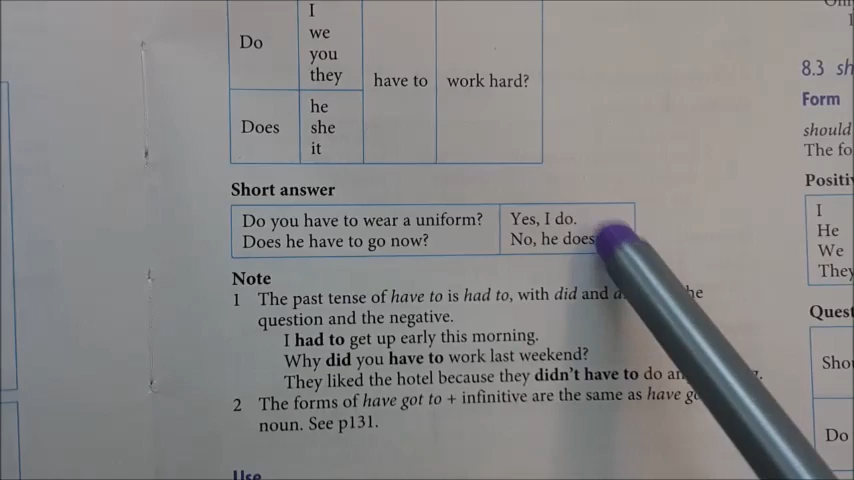 I
Do
we
you
they
have to
work hard?
he
Does
she
it
Short answer
Do you have to wear a uniform? Yes, I do.
Does he have to go now? No, he does
Note
1 The past tense of have to is had to, with did and
question and the negative.
I had to get up early this morning.
Why did you have to work last weekend?
They liked the hotel because they didn't have to do
2 The forms of have got to + infinitive are the same as have
noun. See p131.
Use
8.3
Form
should
The
I
He
We
They
Do